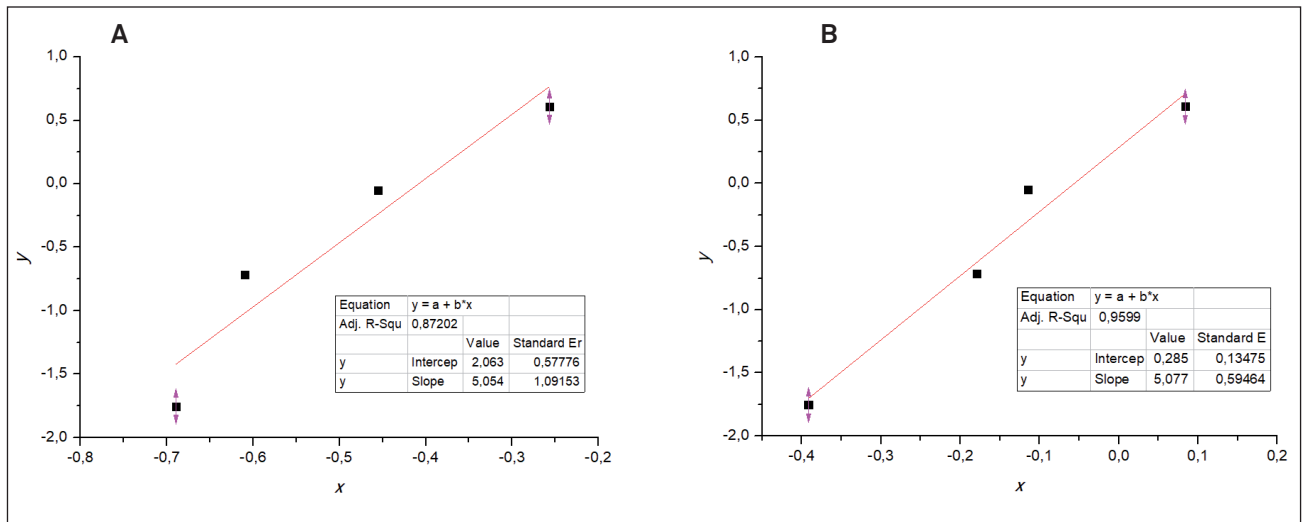 A
1,0
0,5
0,0
-0,5
-1,0
-1,5
-2,0
y
-0,8 -0,7 -0,6 -0,5 -0,4 -0,3 -0,2
x
Equation y = a + b*x
Adj. R-Squ 0,87202
Value Standard Er
y Intercep 2,063 0,57776
y Slope 5,054 1,09153
B
1,0
0,5
0,0
-0,5
-1,0
-1,5
-2,0
y
-0,4 -0,3 -0,2 -0,1 0,0 0,1 0,2
x
Equation y = a + b*x
Adj. R-Squ 0,9599
Value Standard E
y Intercep 0,285 0,13475
y Slope 5,077 0,59464